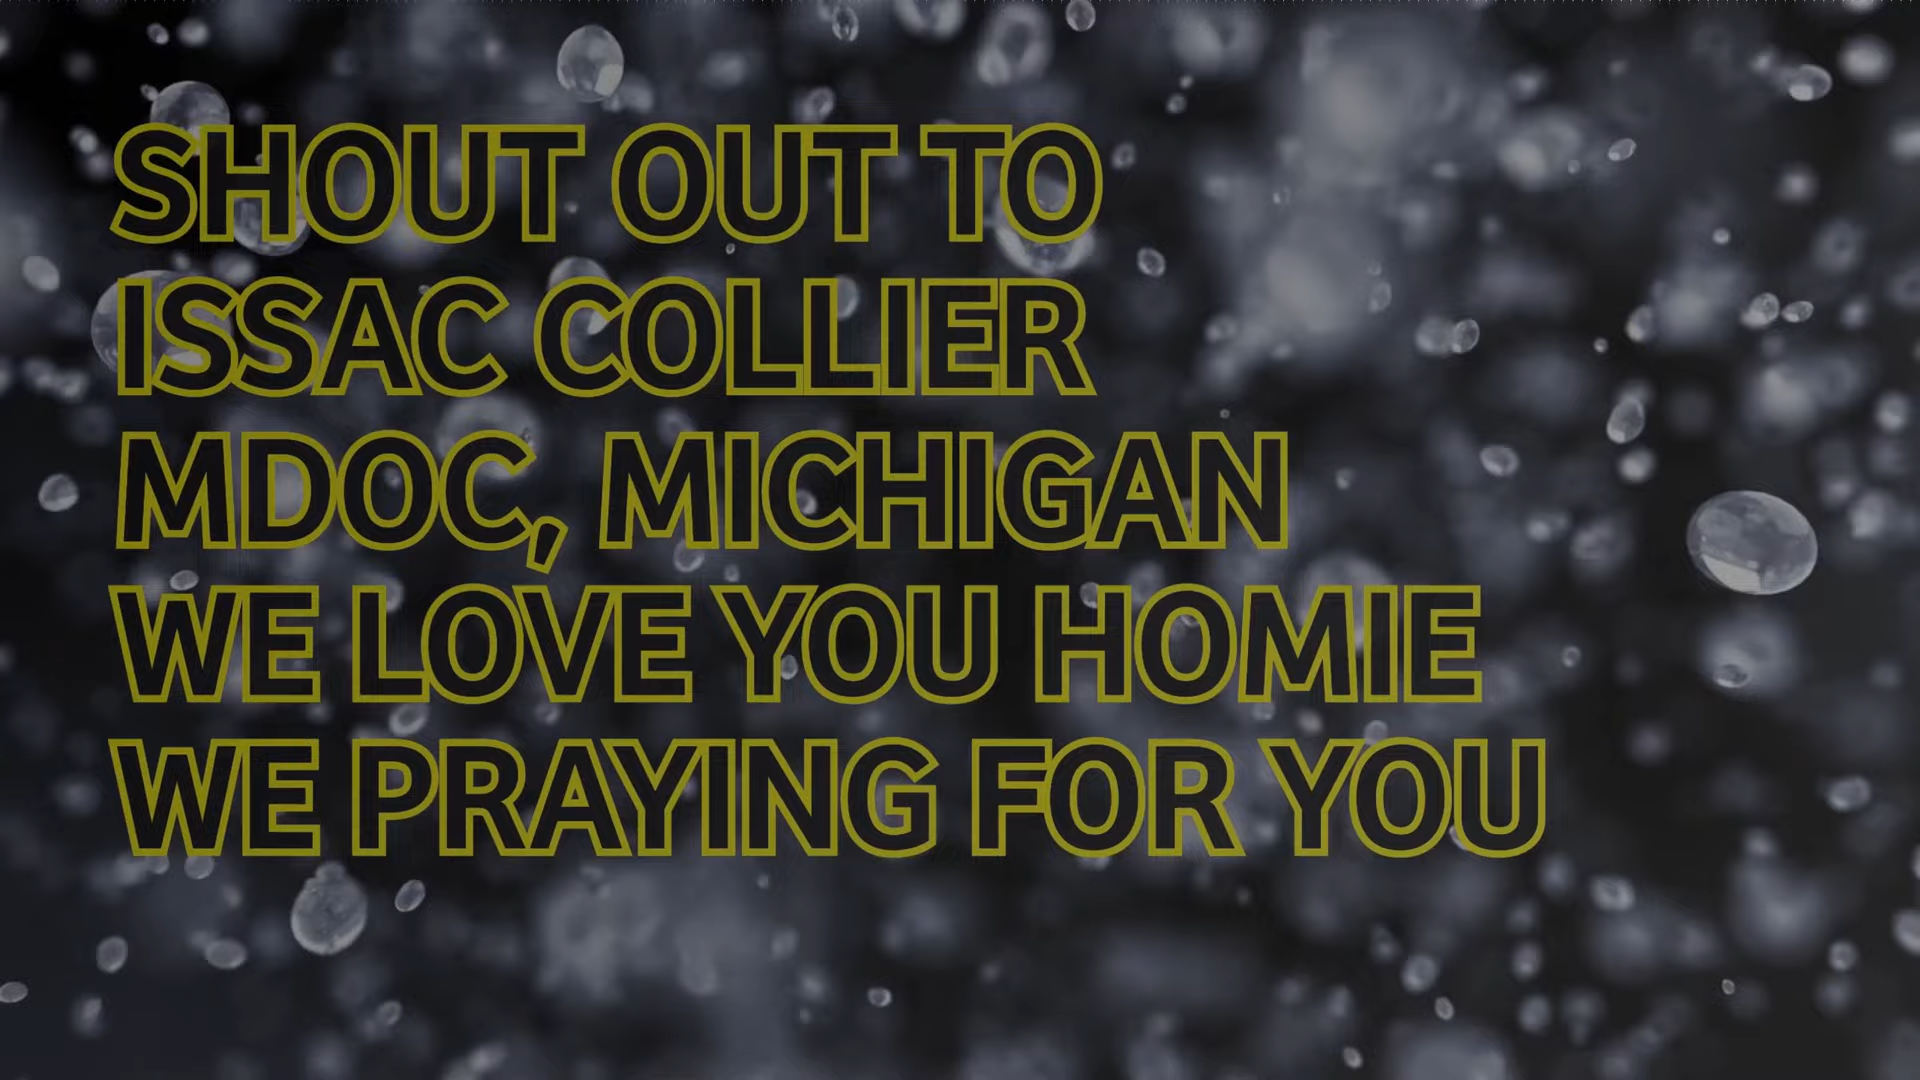 SHOUT OUT TO
ISSAC COLLIER
MDOC, MICHIGAN
WE LOVE YOU HOMIE
WE PRAYING FOR YOU